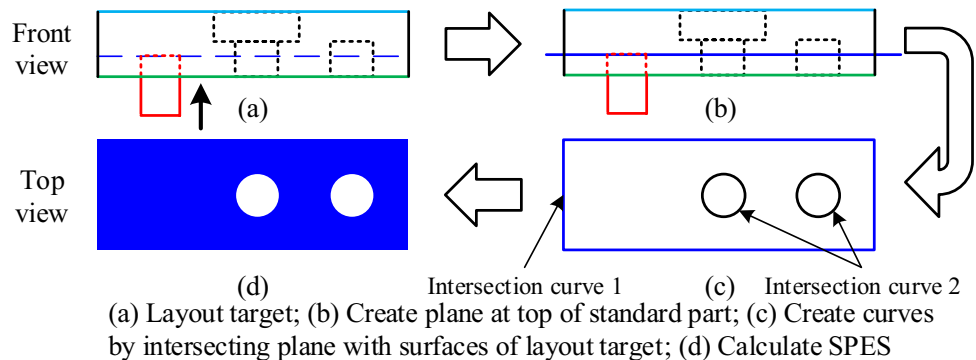 Front
view
(a)
(b)
Top
view
(d)
Intersection curve 1
(c)
Intersection curve 2
(a) Layout target; (b) Create plane at top of standard part; (c) Create curves
by intersecting plane with surfaces of layout target; (d) Calculate SPES